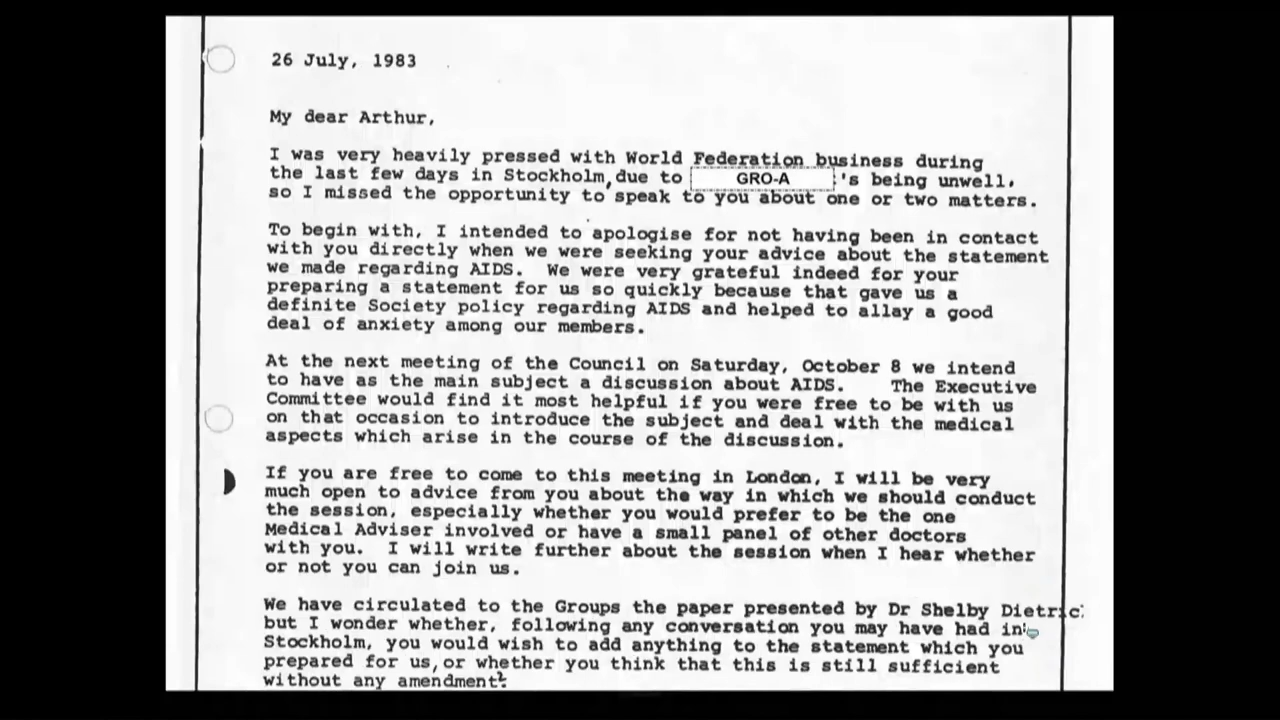 26 July, 1983
My dear Arthur,
I was very heavily pressed with World Federation business during
the last few days in Stockholm, due to GRO-A 's being unwell,
so I missed the opportunity to speak to you about one or two matters.
To begin with, I intended to apologise for not having been in contact
with you directly when we were seeking your advice about the statement
we made regarding AIDS. We were very grateful indeed for your
preparing a statement for us so quickly because that gave us a
definite Society policy regarding AIDS and helped to allay a good
deal of anxiety among our members.
At the next meeting of the Council on Saturday, October 8 we intend
to have as the main subject a discussion about AIDS. The Executive
Committee would find it most helpful if you were free to be with us
on that occasion to introduce the subject and deal with the medical
aspects which arise in the course of the discussion.
If you are free to come to this meeting in London, I will be very
much open to advice from you about the way in which we should conduct
the session, especially whether you would prefer to be the one
Medical Adviser involved or have a small panel of other doctors
with you. I will write further about the session when I hear whether
or not you can join us.
We have circulated to the Groups the paper presented by Dr Shelby Dietric
but I wonder whether, following any conversation you may have had in
Stockholm, you would wish to add anything to the statement which you
prepared for us, or whether you think that this is still sufficient
without any amendment?